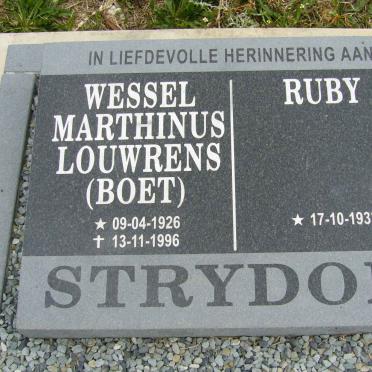 IN LIEFDEVOLLE HERINNERING AAN
WESSEL
MARTHINUS
LOUWRENS
(BOET)
★ 09-04-1926
✝ 13-11-1996
RUBY
★ 17-10-193
STRYDO